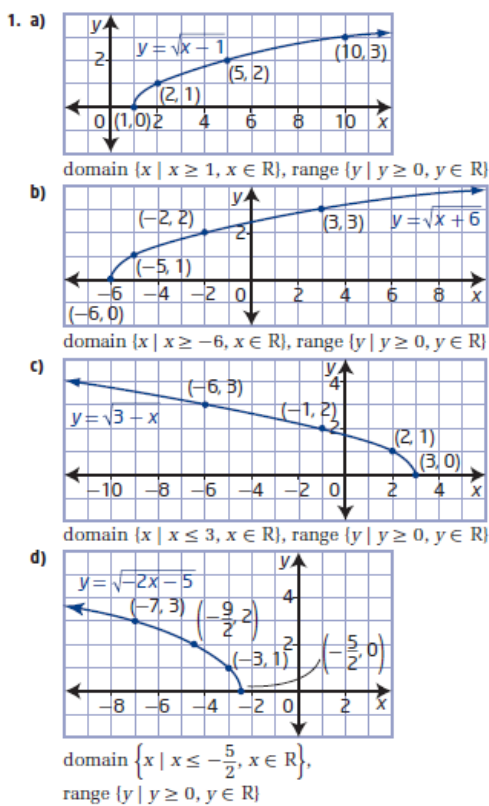 1. a)
y
y = √x − 1
2
(10, 3)
(5, 2)
(2, 1)
0 (1,0) 2 4 6 8 10 x
domain {x | x ≥ 1, x ∈ R}, range {y | y ≥ 0, y ∈ R}
b)
y
(−2, 2)
2
(3, 3)
y = √x + 6
(−5, 1)
−6 −4 −2 0 2 4 6 8 x
(−6, 0)
domain {x | x ≥ −6, x ∈ R}, range {y | y ≥ 0, y ∈ R}
c)
y
4
(−6, 3)
y = √3 − x
(−1, 2)
2
(2, 1)
(3, 0)
−10 −8 −6 −4 −2 0 2 4 x
domain {x | x ≤ 3, x ∈ R}, range {y | y ≥ 0, y ∈ R}
d)
y
y = √−2x − 5
4
(−7, 3)
(−9/2, 2)
2
(−3, 1)
(−5/2, 0)
−8 −6 −4 −2 0 2 x
domain {x | x ≤ −5/2, x ∈ R},
range {y | y ≥ 0, y ∈ R}